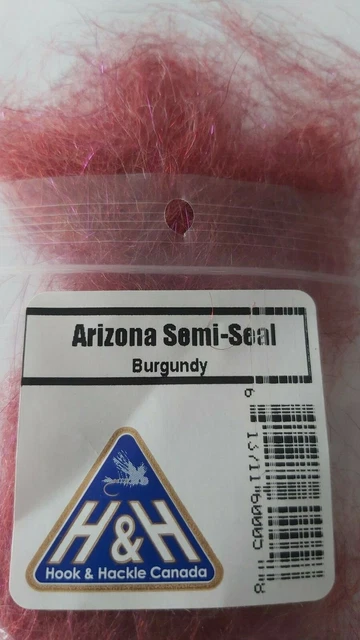 Arizona Semi-Seal
Burgundy
H&H
Hook & Hackle Canada